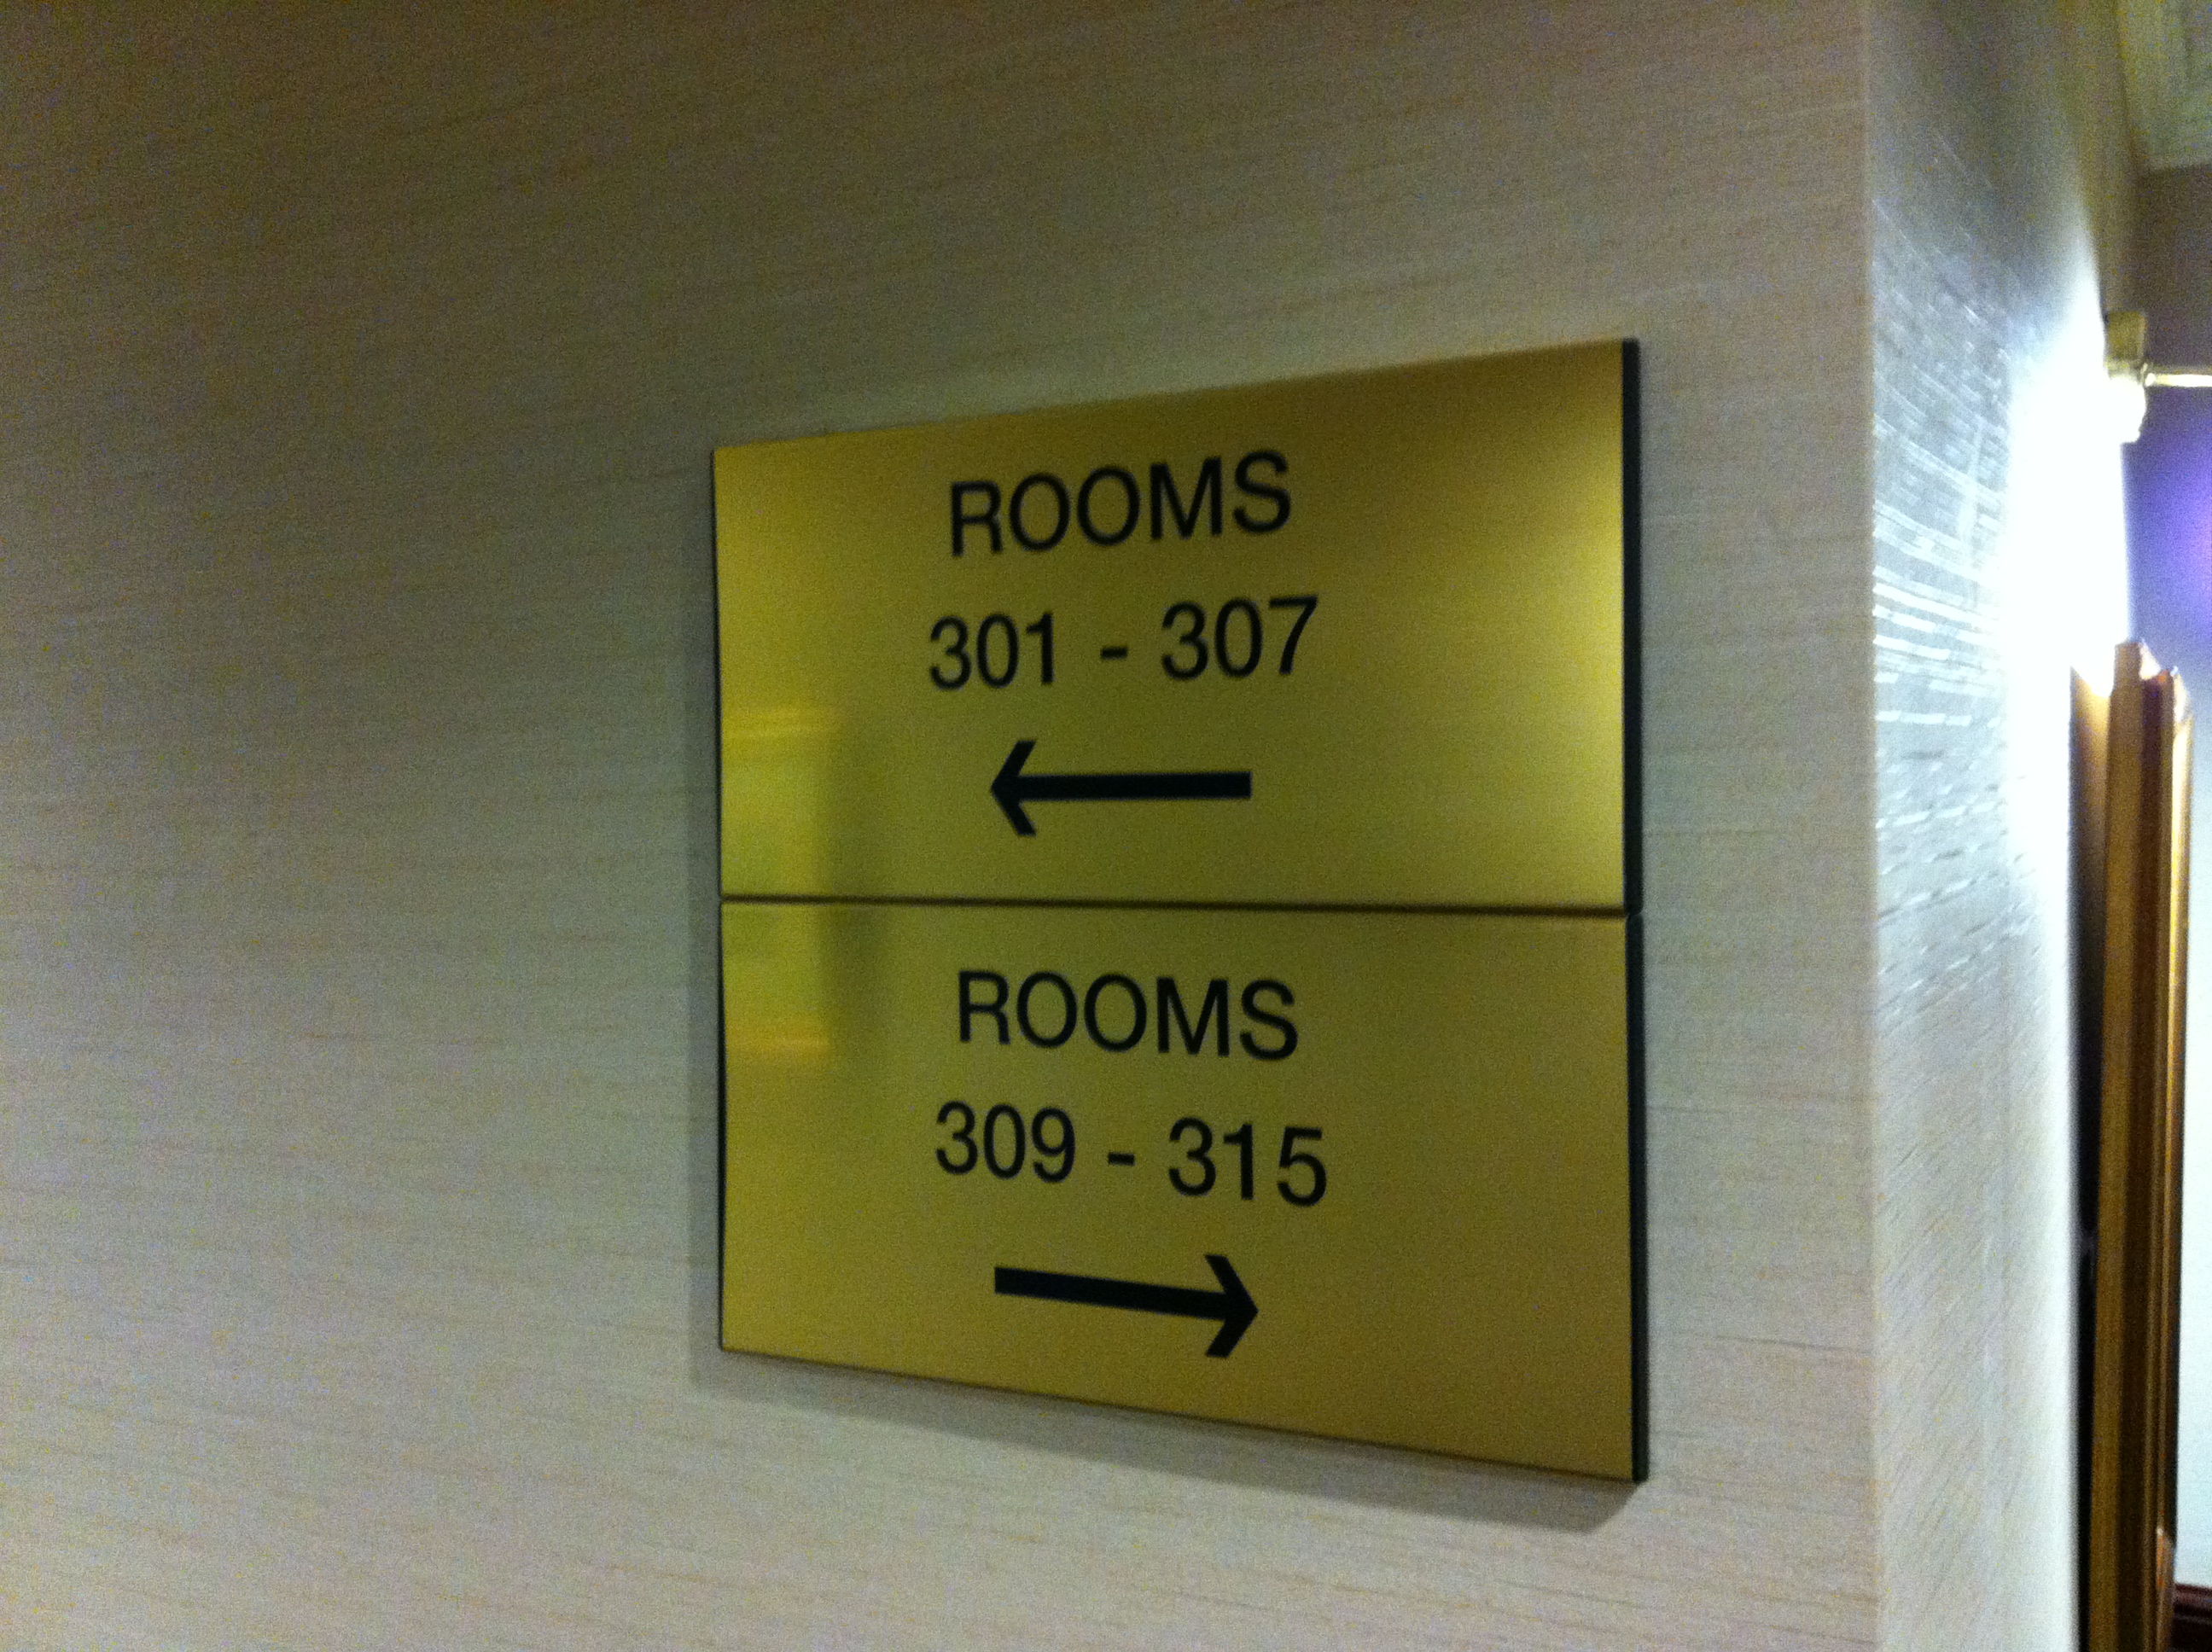 ROOMS
301 - 307
←
ROOMS
309 - 315
→